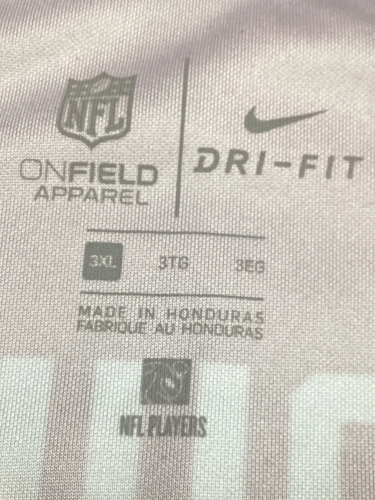 NFL
ONFIELD
APPAREL
DRI-FIT
3XL 3TG 3EG
MADE IN HONDURAS
FABRIQUE AU HONDURAS
NFL PLAYERS